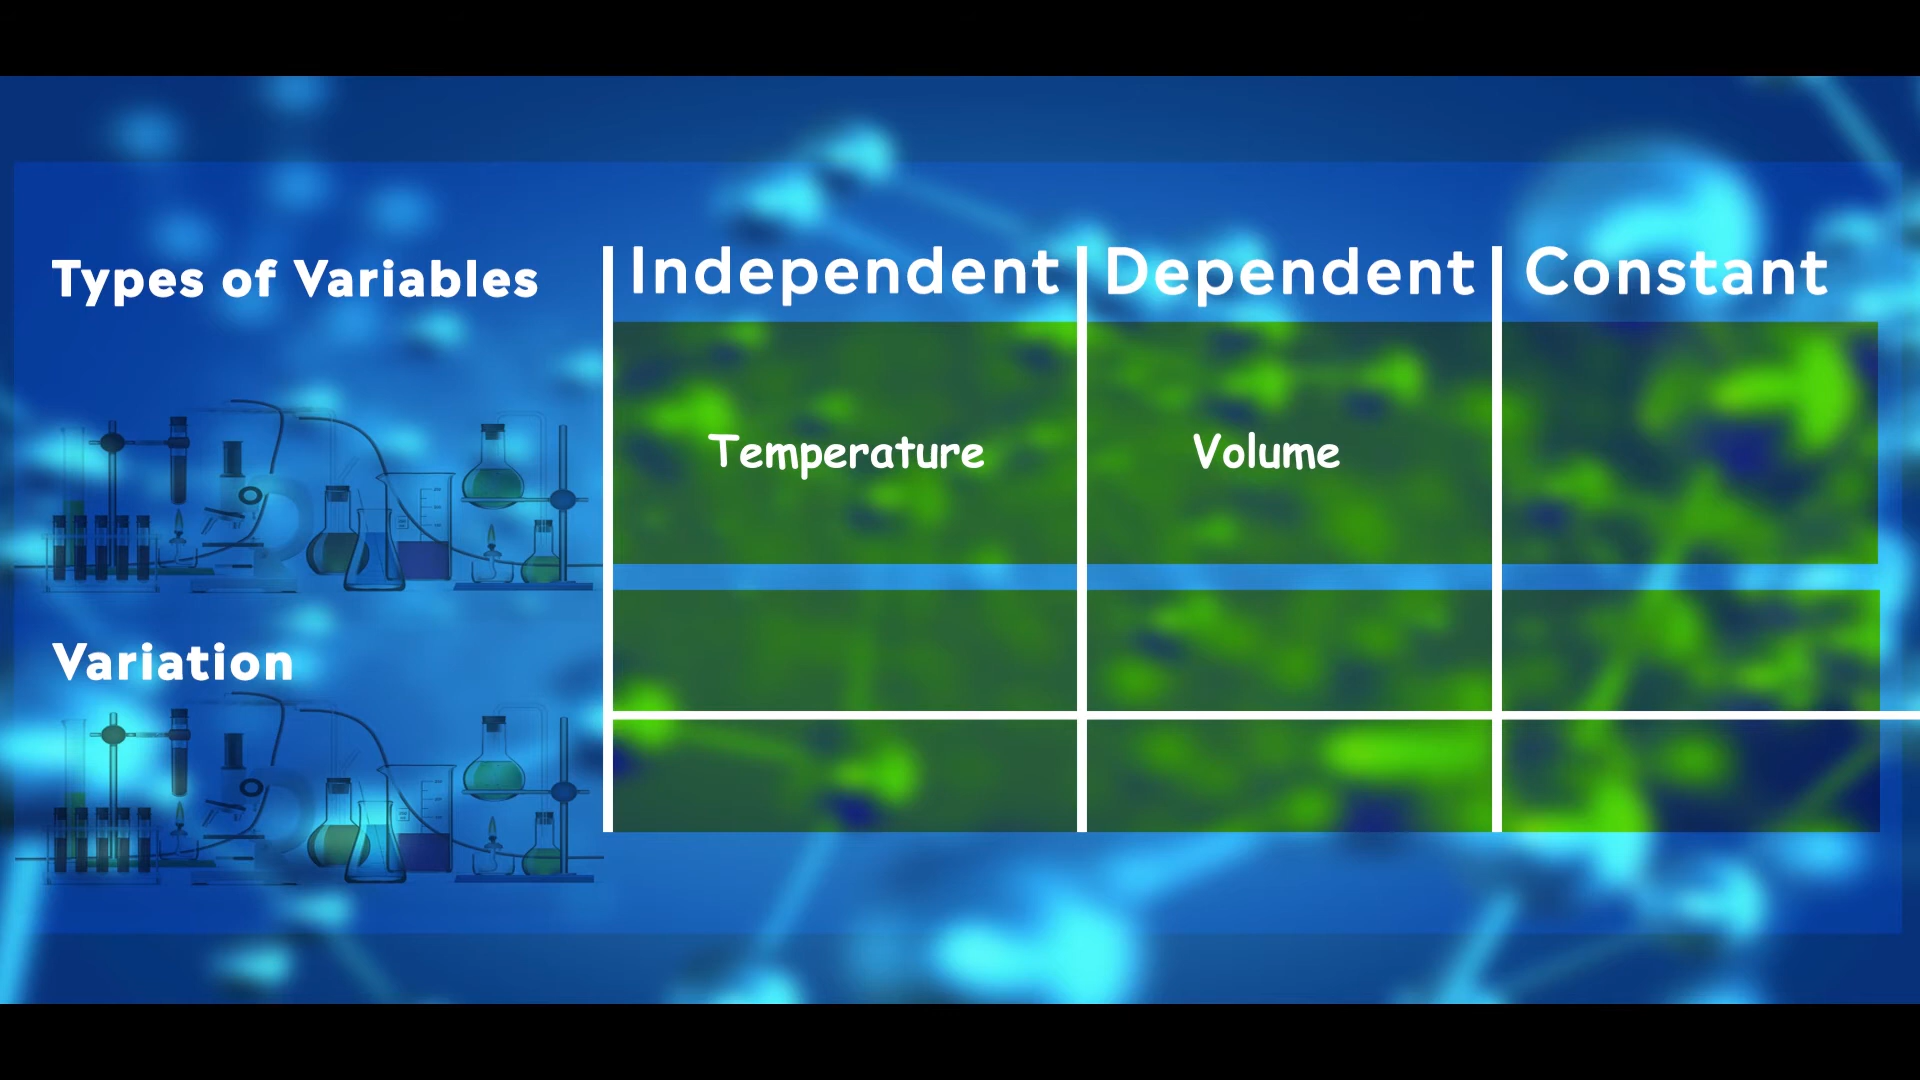 Types of Variables
Independent
Dependent
Constant
Temperature
Volume
Variation